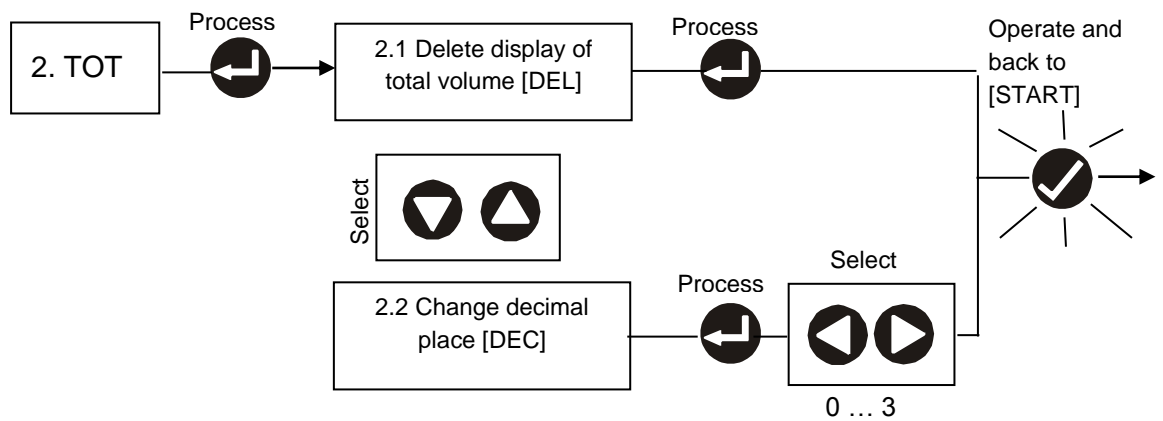 2. TOT
Process
2.1 Delete display of
total volume [DEL]
Process
Operate and
back to
[START]
Select
2.2 Change decimal
place [DEC]
Process
Select
0 … 3